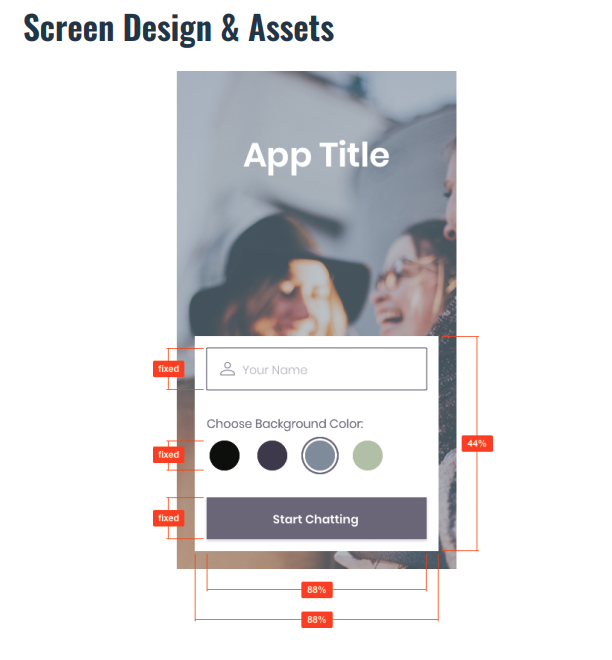 Screen Design & Assets
App Title
fixed
Your Name
Choose Background Color:
44%
fixed
fixed
Start Chatting
88%
88%